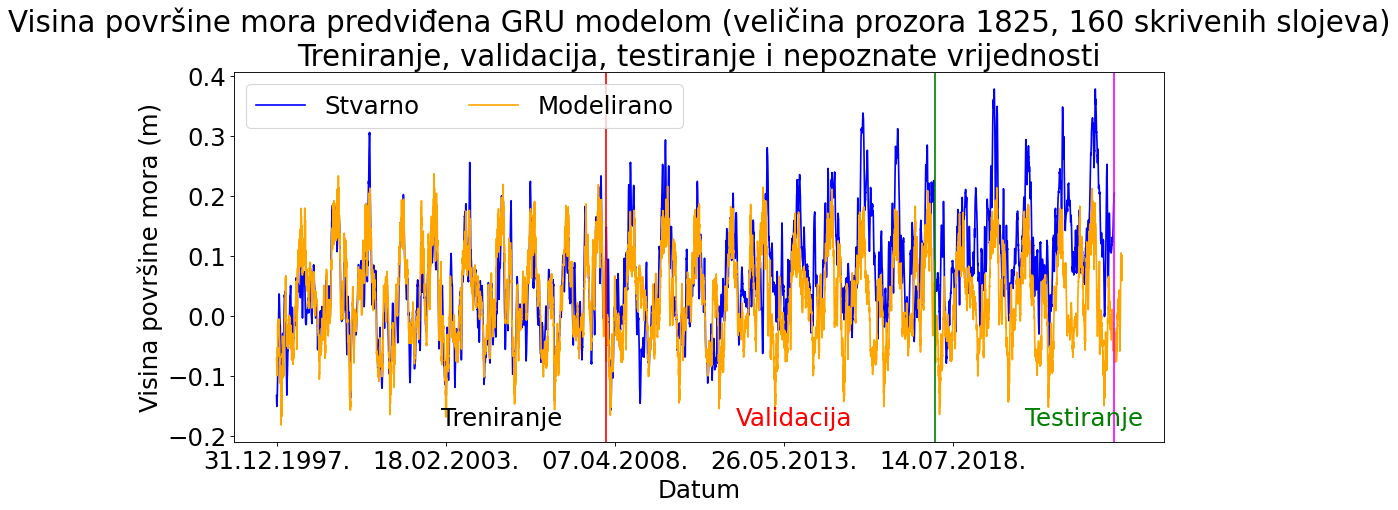 Visina površine mora predviđena GRU modelom (veličina prozora 1825, 160 skrivenih slojeva)
Treniranje, validacija, testiranje i nepoznate vrijednosti
Stvarno
Modelirano
Visina površine mora (m)
0.4
0.3
0.2
0.1
0.0
−0.1
−0.2
Treniranje
Validacija
Testiranje
31.12.1997.
18.02.2003.
07.04.2008.
26.05.2013.
14.07.2018.
Datum